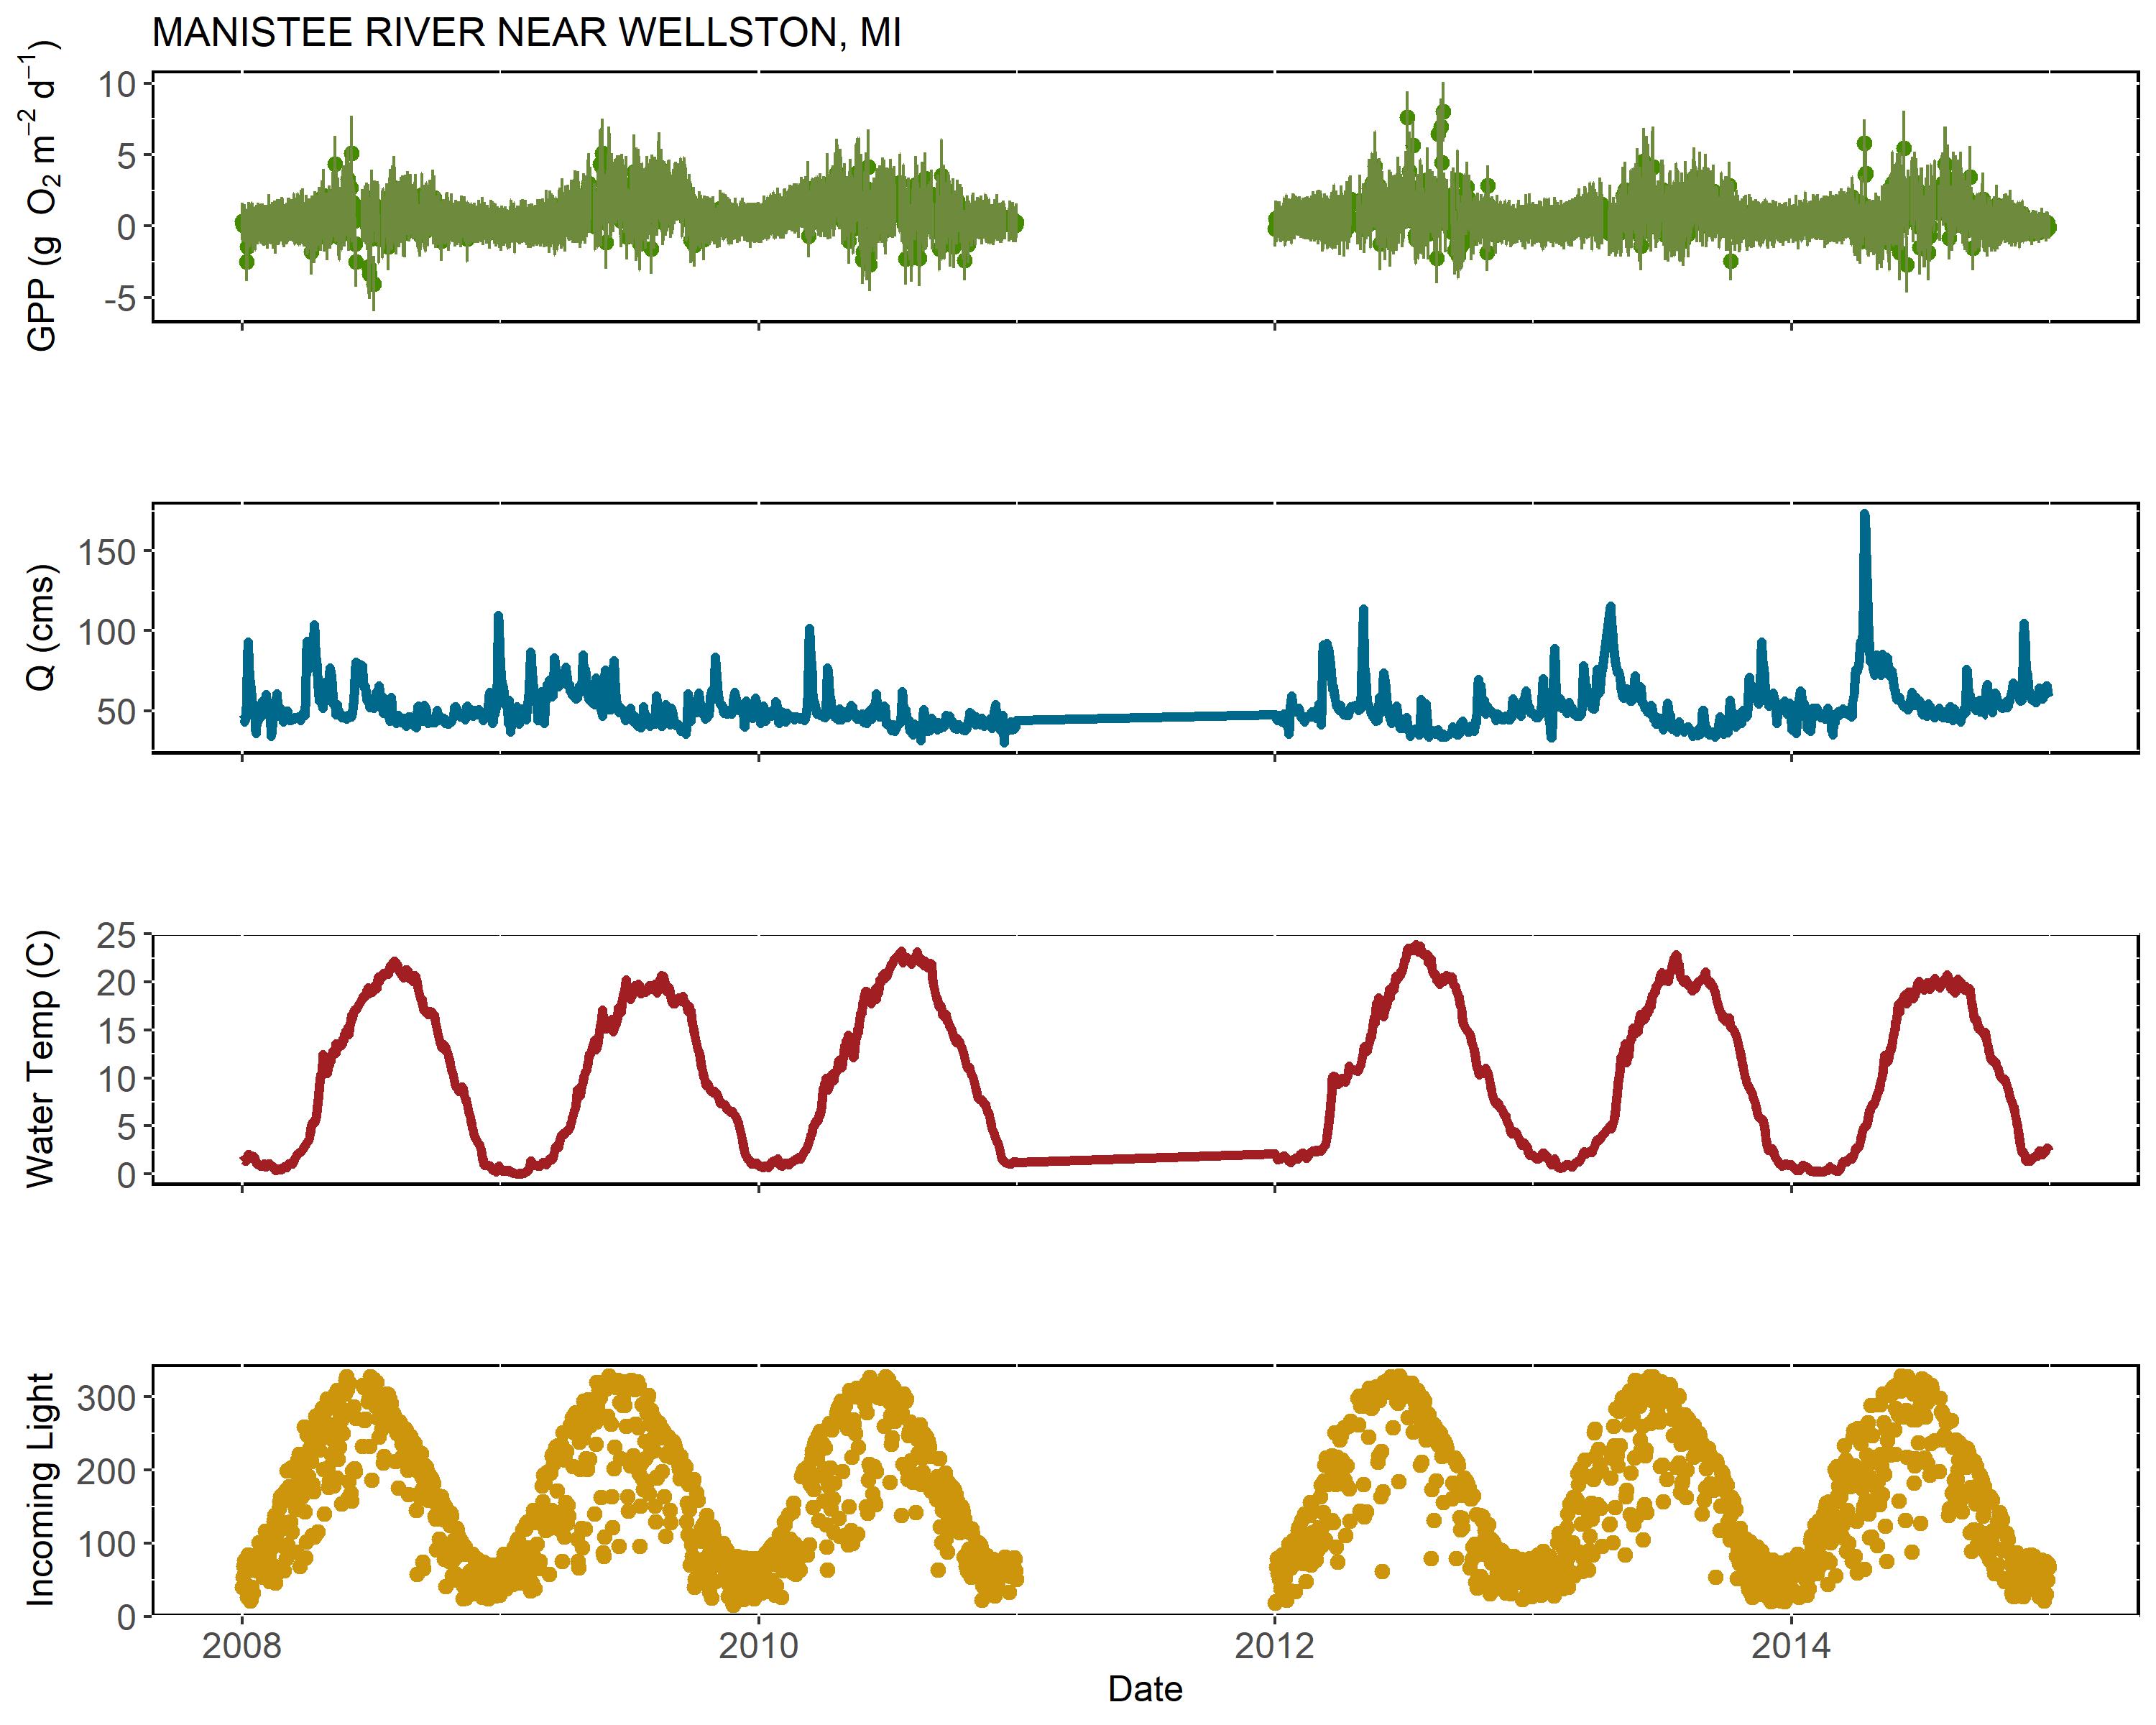 MANISTEE RIVER NEAR WELLSTON, MI
GPP (g O₂ m⁻² d⁻¹)
10
5
0
-5
Q (cms)
150
100
50
Water Temp (C)
25
20
15
10
5
0
Incoming Light
300
200
100
0
2008 2010 2012 2014
Date